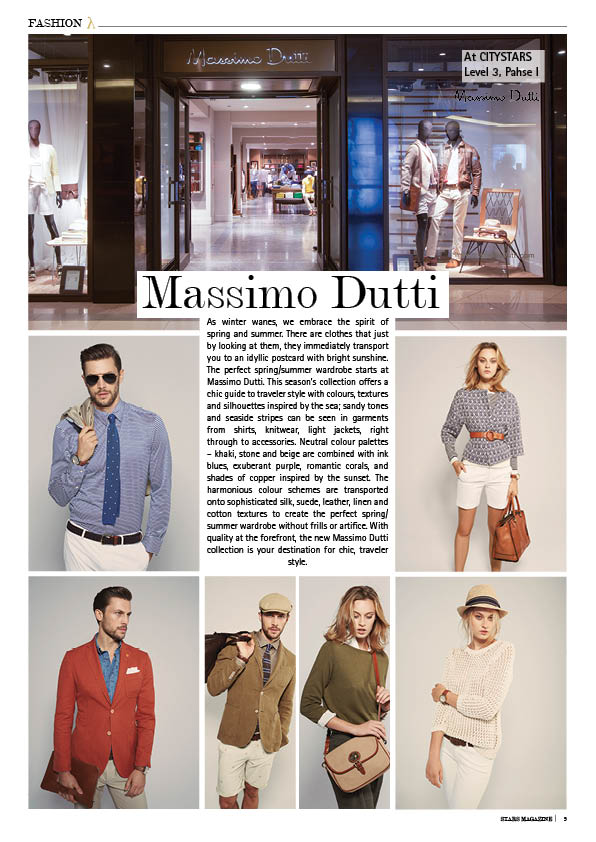 FASHION λ
Massimo Dutti
At CITYSTARS
Level 3, Pahse I
Massimo Dutti
Massimo Dutti
As winter wanes, we embrace the spirit of
spring and summer. There are clothes that just
by looking at them, they immediately transport
you to an idyllic postcard with bright sunshine.
The perfect spring/summer wardrobe starts at
Massimo Dutti. This season's collection offers a
chic guide to traveler style with colours, textures
and silhouettes inspired by the sea; sandy tones
and seaside stripes can be seen in garments
from shirts, knitwear, light jackets, right
through to accessories. Neutral colour palettes
– khaki, stone and beige are combined with ink
blues, exuberant purple, romantic corals, and
shades of copper inspired by the sunset. The
harmonious colour schemes are transported
onto sophisticated silk, suede, leather, linen and
cotton textures to create the perfect spring/
summer wardrobe without frills or artifice. With
quality at the forefront, the new Massimo Dutti
collection is your destination for chic, traveler
style.
STARS MAGAZINE |